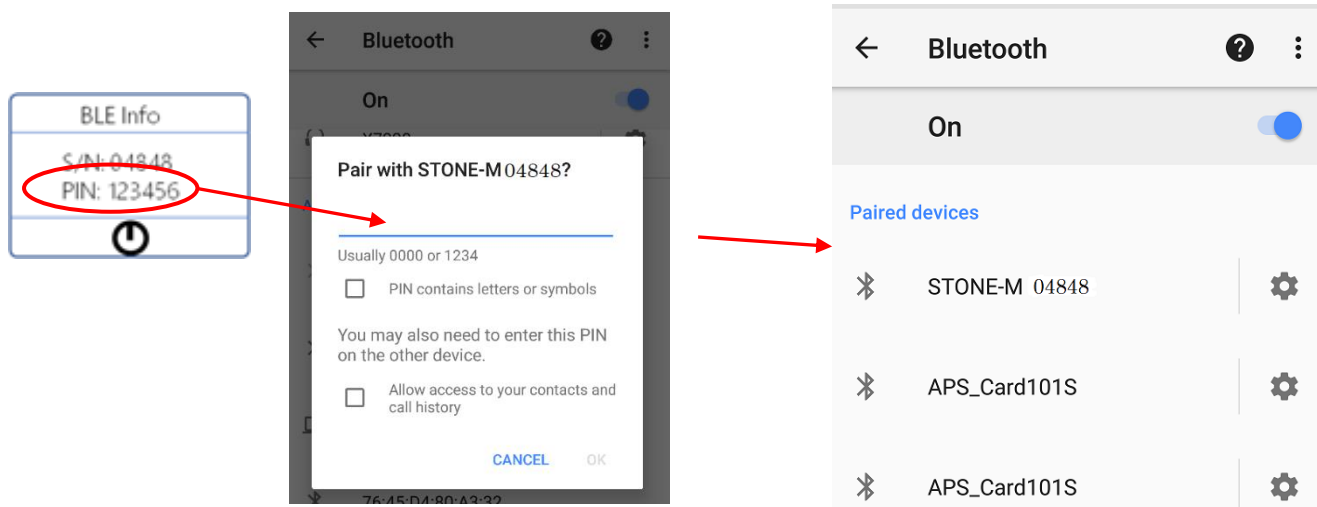 BLE Info
S/N: 04848
PIN: 123456
Bluetooth
On
Pair with STONE-M 04848?
Usually 0000 or 1234
PIN contains letters or symbols
You may also need to enter this PIN
on the other device.
Allow access to your contacts and
call history
CANCEL
OK
76:45:D4:80:A3:32
Bluetooth
On
Paired devices
STONE-M 04848
APS_Card101S
APS_Card101S